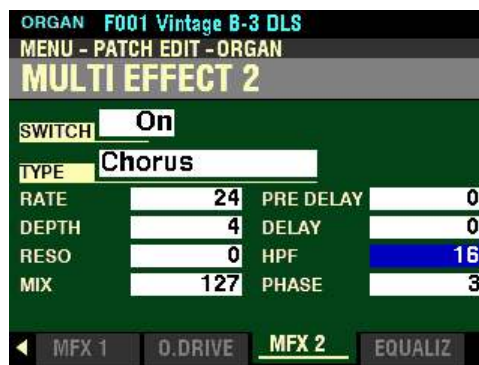 ORGAN F001 Vintage B-3 DLS
MENU - PATCH EDIT - ORGAN
MULTI EFFECT 2
SWITCH On
TYPE Chorus
RATE 24 PRE DELAY 0
DEPTH 4 DELAY 0
RESO 0 HPF 16
MIX 127 PHASE 3
MFX 1 O.DRIVE MFX 2 EQUALIZ